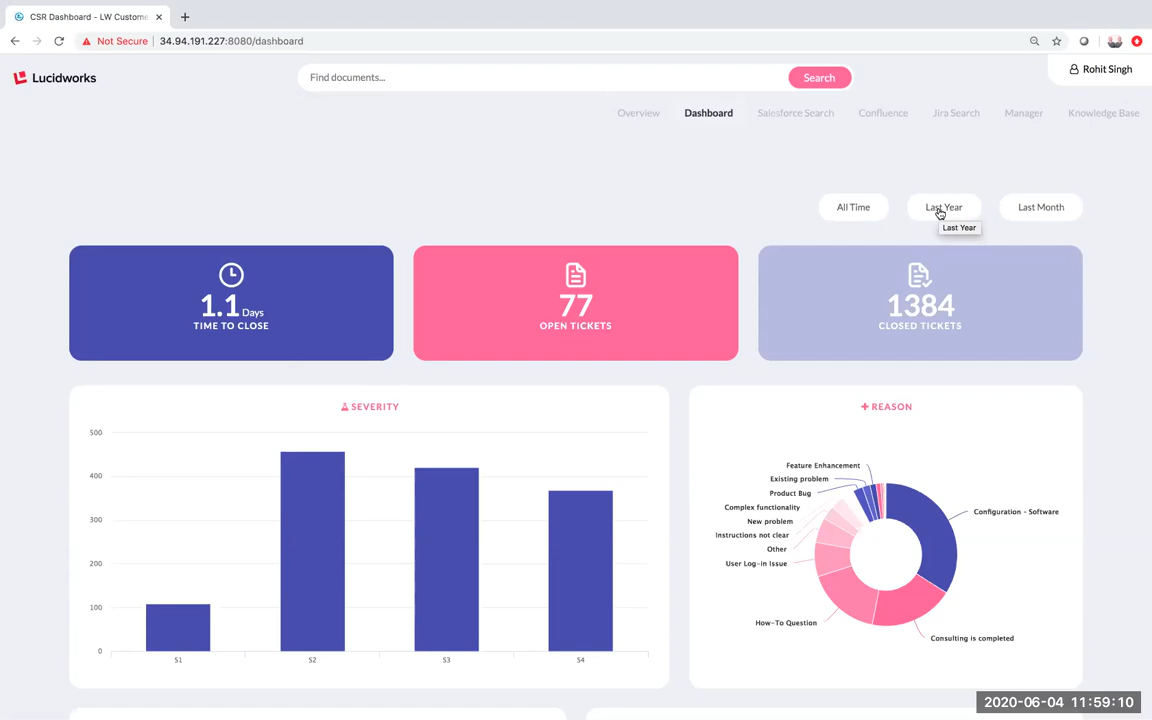 CSR Dashboard - LW Custome
Not Secure 34.94.191.227:8080/dashboard
Lucidworks
Find documents...
Search
Rohit Singh
Overview Dashboard Salesforce Search Confluence Jira Search Manager Knowledge Base
All Time Last Year Last Month
Last Year
1.1 Days
TIME TO CLOSE
77
OPEN TICKETS
1384
CLOSED TICKETS
SEVERITY
500
400
300
200
100
0
S1 S2 S3 S4
REASON
Feature Enhancement
Existing problem
Product Bug
Complex functionality
New problem
Instructions not clear
Other
User Log-in Issue
How-To Question
Configuration - Software
Consulting is completed
2020-06-04 11:59:10